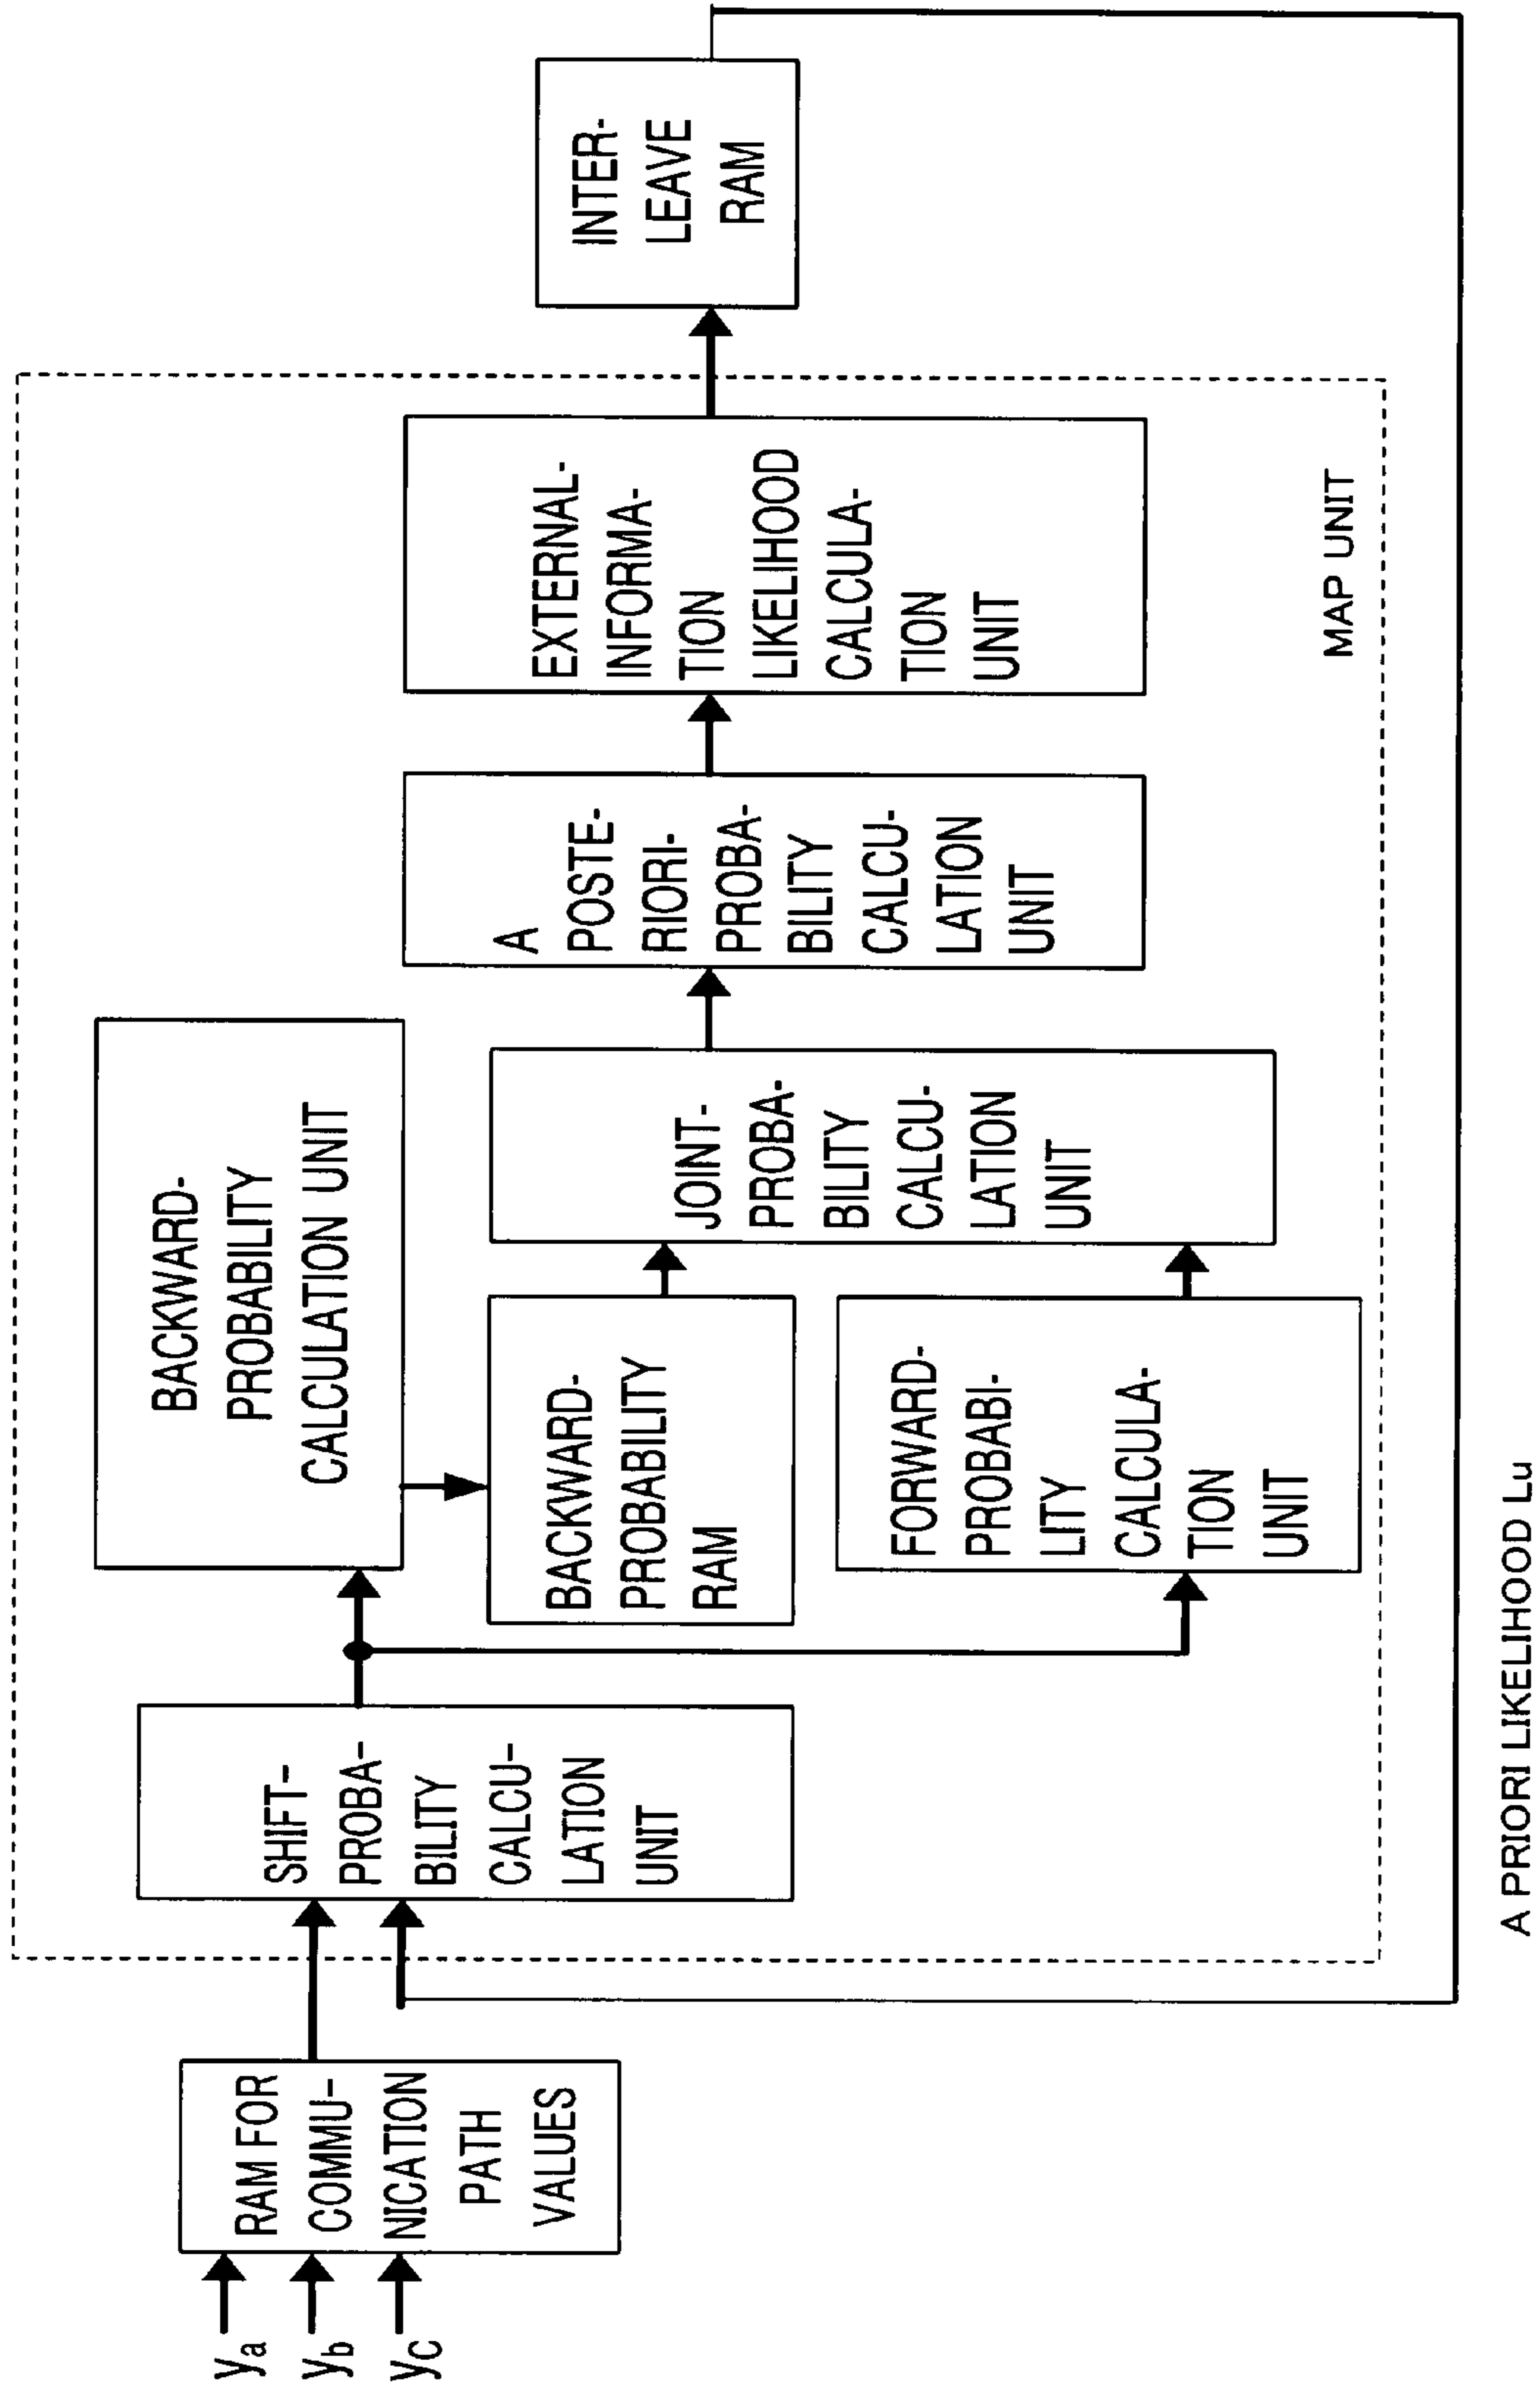 ya
yb
yc
RAM FOR
COMMU-
NICATION
PATH
VALUES
SHIFT-
PROBA-
BILITY
CALCU-
LATION
UNIT
BACKWARD-
PROBABILITY
CALCULATION UNIT
BACKWARD-
PROBABILITY
RAM
FORWARD-
PROBABI-
LITY
CALCULA-
TION
UNIT
JOINT-
PROBA-
BILITY
CALCU-
LATION
UNIT
A
POSTE-
RIORI-
PROBA-
BILITY
CALCU-
LATION
UNIT
EXTERNAL-
INFORMA-
TION
LIKELIHOOD
CALCULA-
TION
UNIT
INTER-
LEAVE
RAM
MAP UNIT
A PRIORI LIKELIHOOD Lu